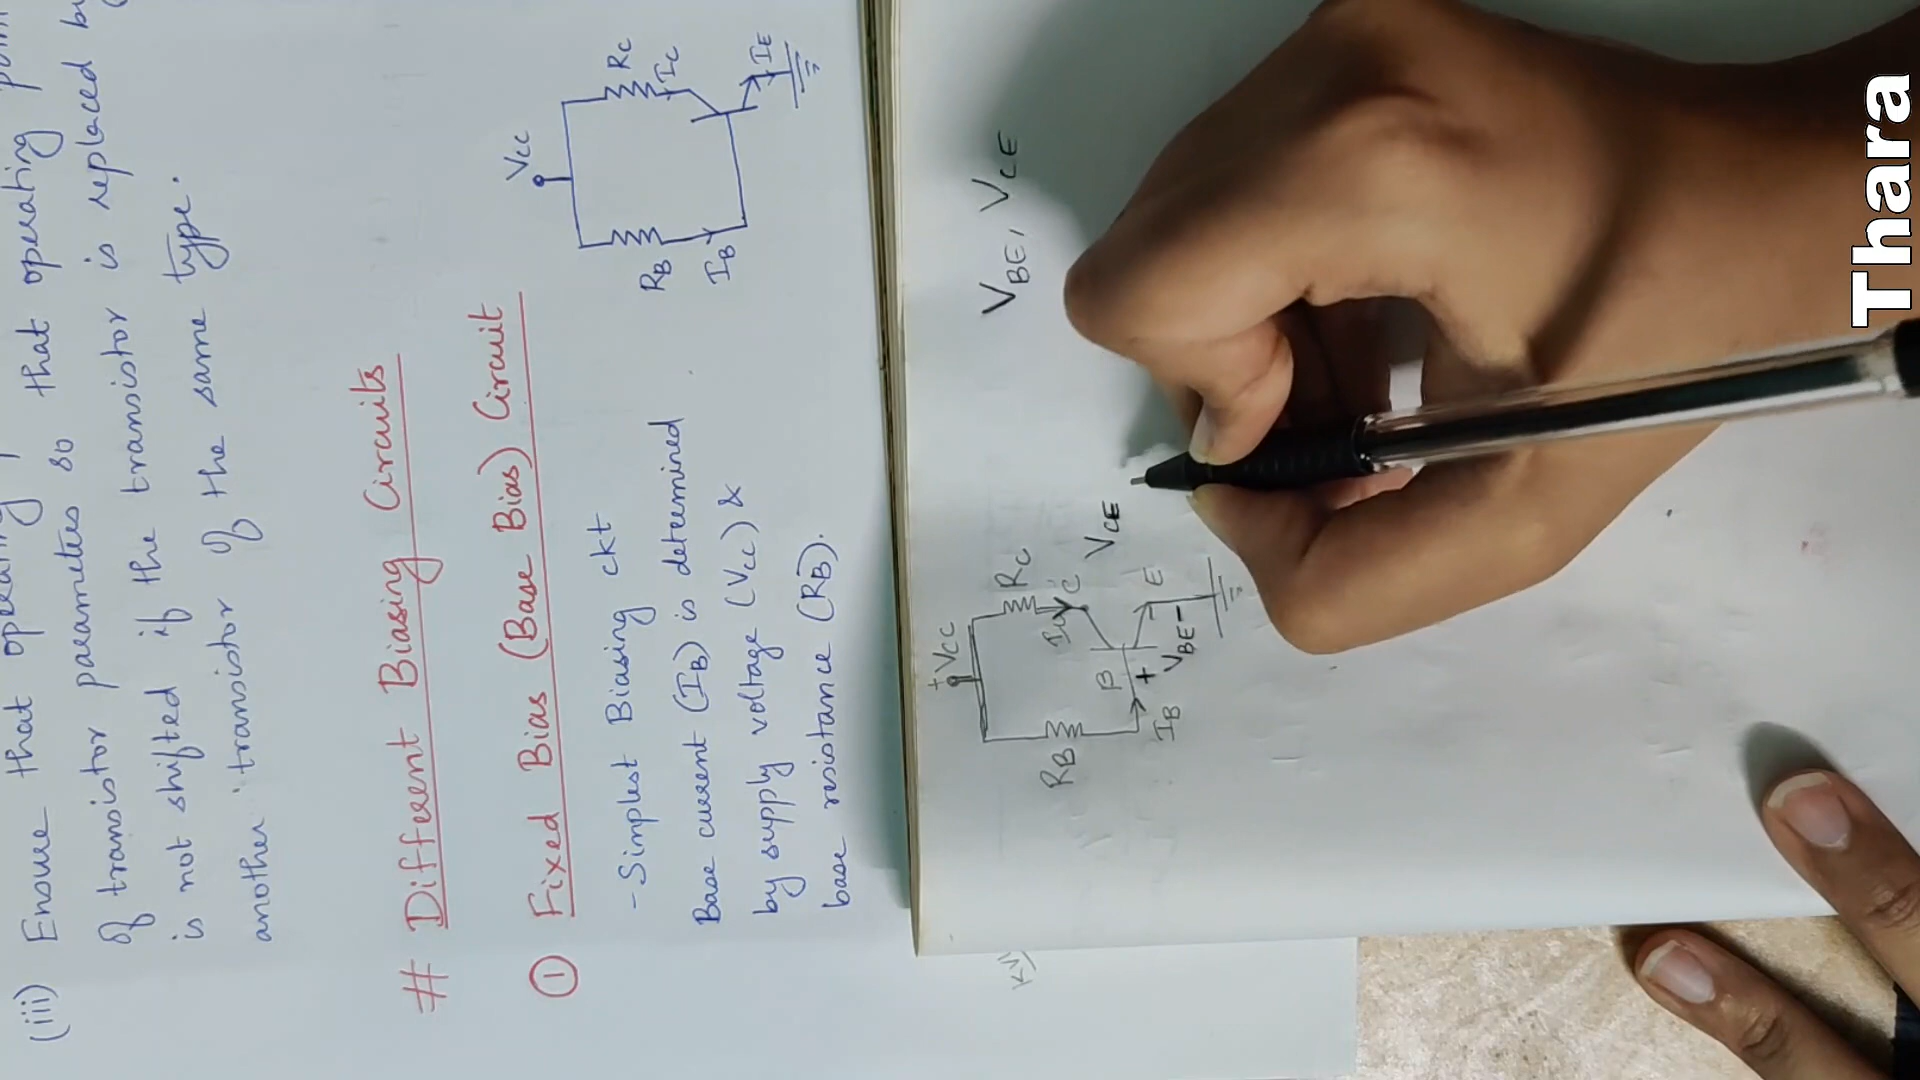 (iii) Ensure that that operating
of transistor parameters so that operating
is not shifted if the transistor is replaced by
another transistor of the same type.
# Different Biasing Circuits
① Fixed Bias (Base Bias) Circuit
- Simplest Biasing ckt
Base current (IB) is detrmined
by supply voltage (VCC) &
base resistance (RB).
VCC
RB
RC
IC
IB
IE
VBE, VCE
+VCC
RB
RC
IC
C
B
VCE
E
+
VBE -
IB
Thara